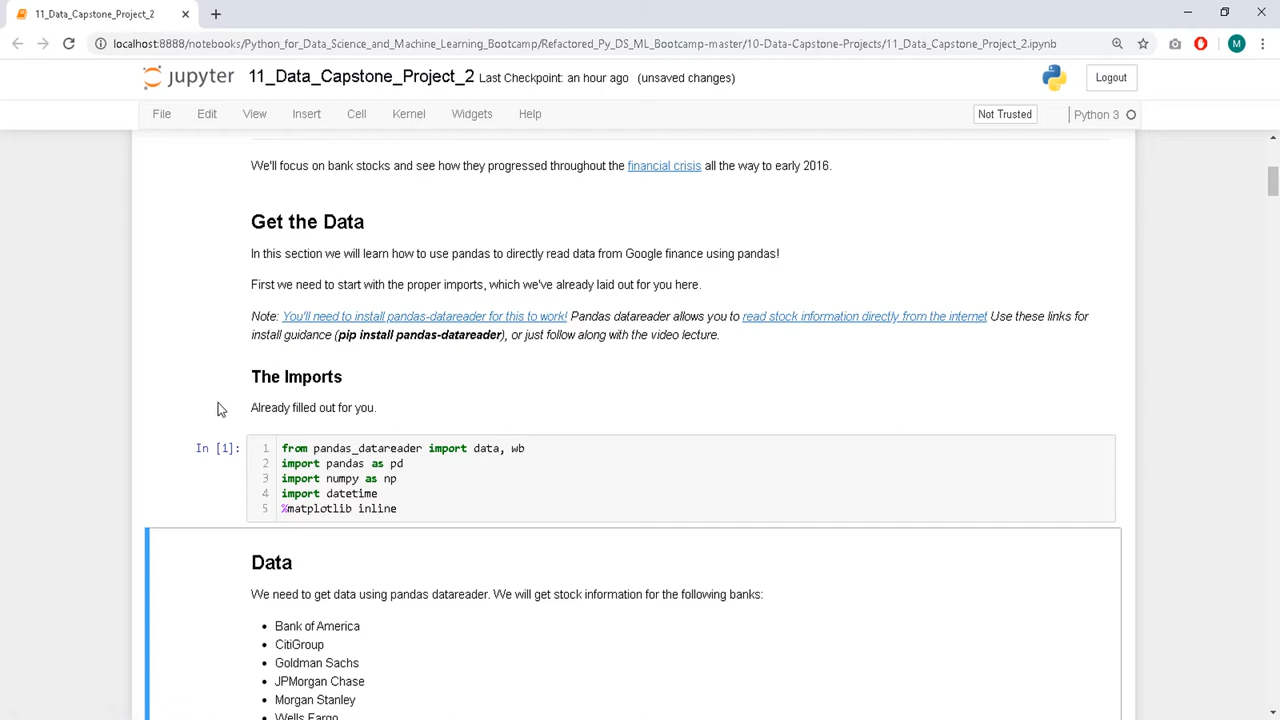 11_Data_Capstone_Project_2
localhost:8888/notebooks/Python_for_Data_Science_and_Machine_Learning_Bootcamp/Refactored_Py_DS_ML_Bootcamp-master/10-Data-Capstone-Projects/11_Data_Capstone_Project_2.ipynb
M
jupyter 11_Data_Capstone_Project_2 Last Checkpoint: an hour ago (unsaved changes) Logout
File Edit View Insert Cell Kernel Widgets Help Not Trusted Python 3
We'll focus on bank stocks and see how they progressed throughout the financial crisis all the way to early 2016.
Get the Data
In this section we will learn how to use pandas to directly read data from Google finance using pandas!
First we need to start with the proper imports, which we've already laid out for you here.
Note: You'll need to install pandas-datareader for this to work! Pandas datareader allows you to read stock information directly from the internet Use these links for
install guidance (pip install pandas-datareader), or just follow along with the video lecture.
The Imports
Already filled out for you.
In [1]: 1 from pandas_datareader import data, wb
2 import pandas as pd
3 import numpy as np
4 import datetime
5 %matplotlib inline
Data
We need to get data using pandas datareader. We will get stock information for the following banks:
• Bank of America
• CitiGroup
• Goldman Sachs
• JPMorgan Chase
• Morgan Stanley
• Wells Fargo